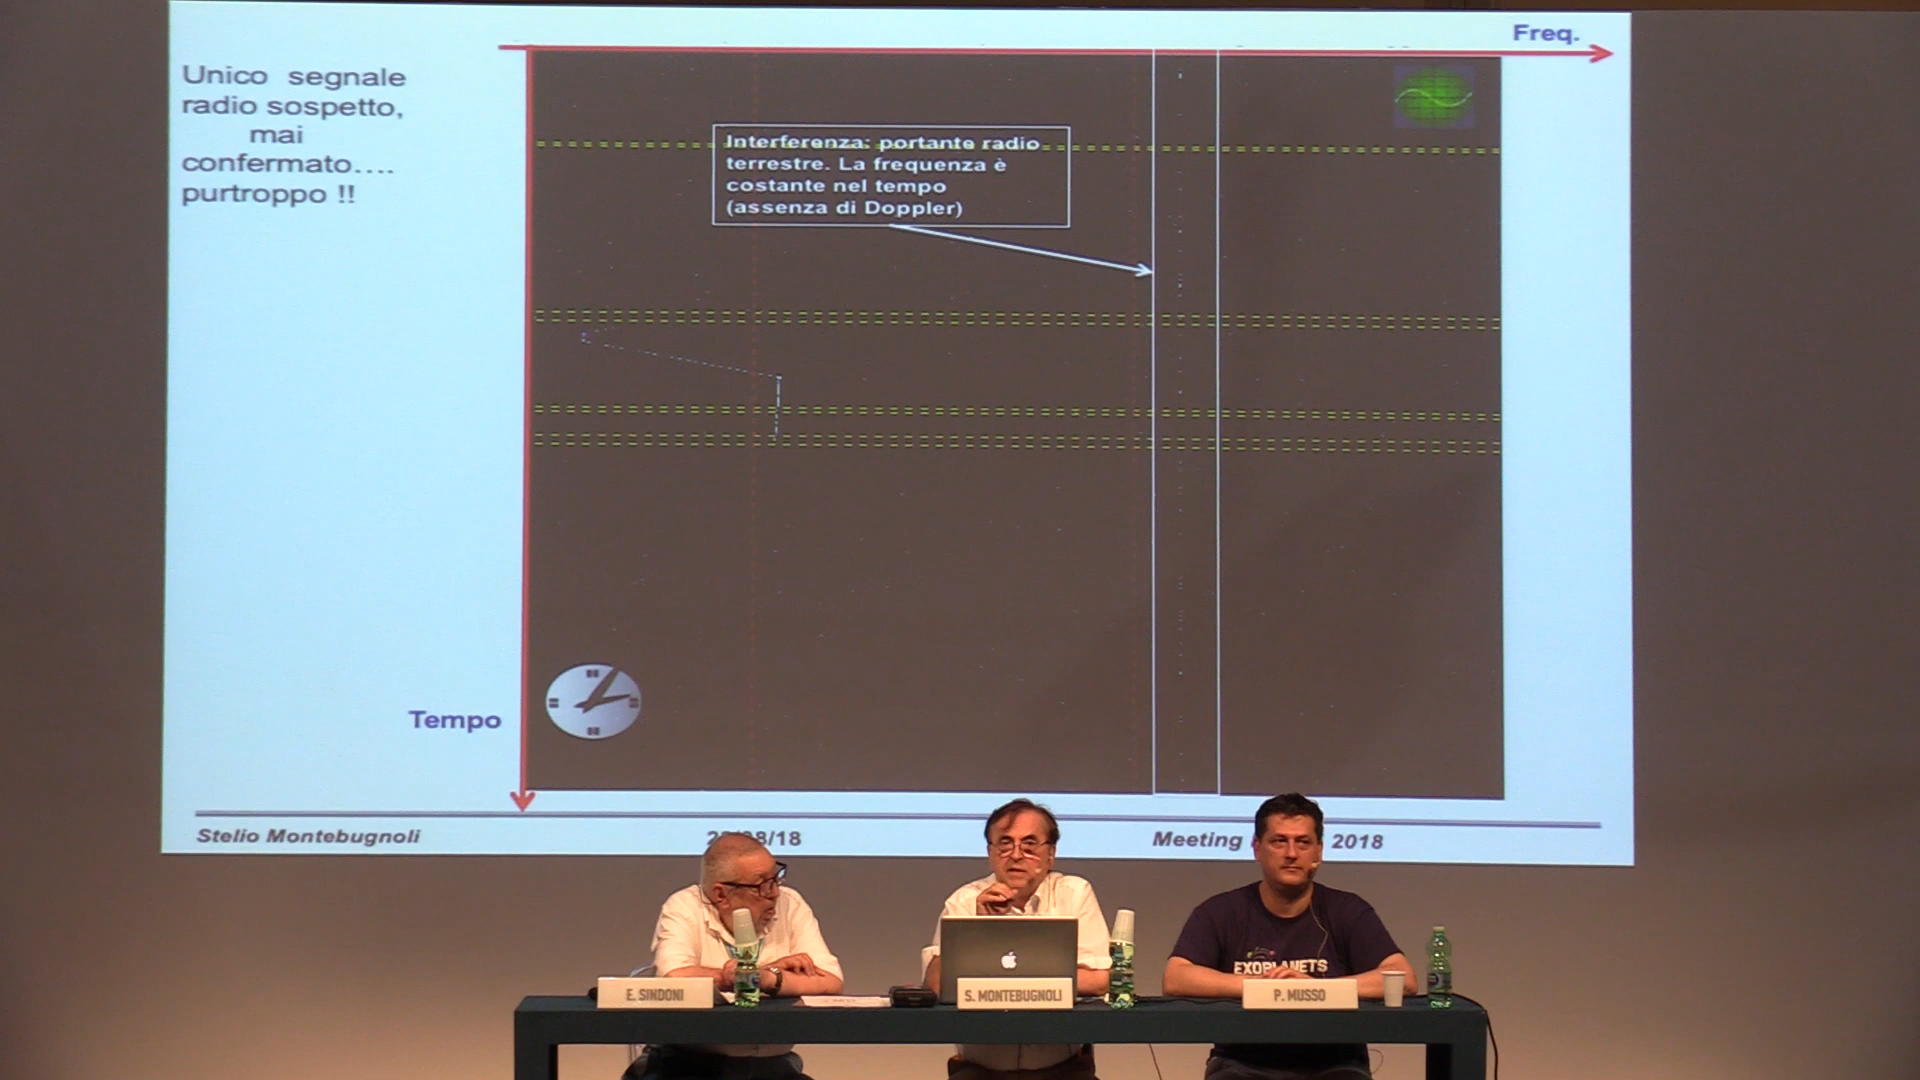 Freq.
Unico segnale
radio sospetto,
mai
confermato....
purtroppo !!
Interferenza: portante radio
terrestre. La frequenza è
costante nel tempo
(assenza di Doppler)
Tempo
Stelio Montebugnoli
Meeting 2018
EXOPLANETS
E. SINDONI
S. MONTEBUGNOLI
P. MUSSO